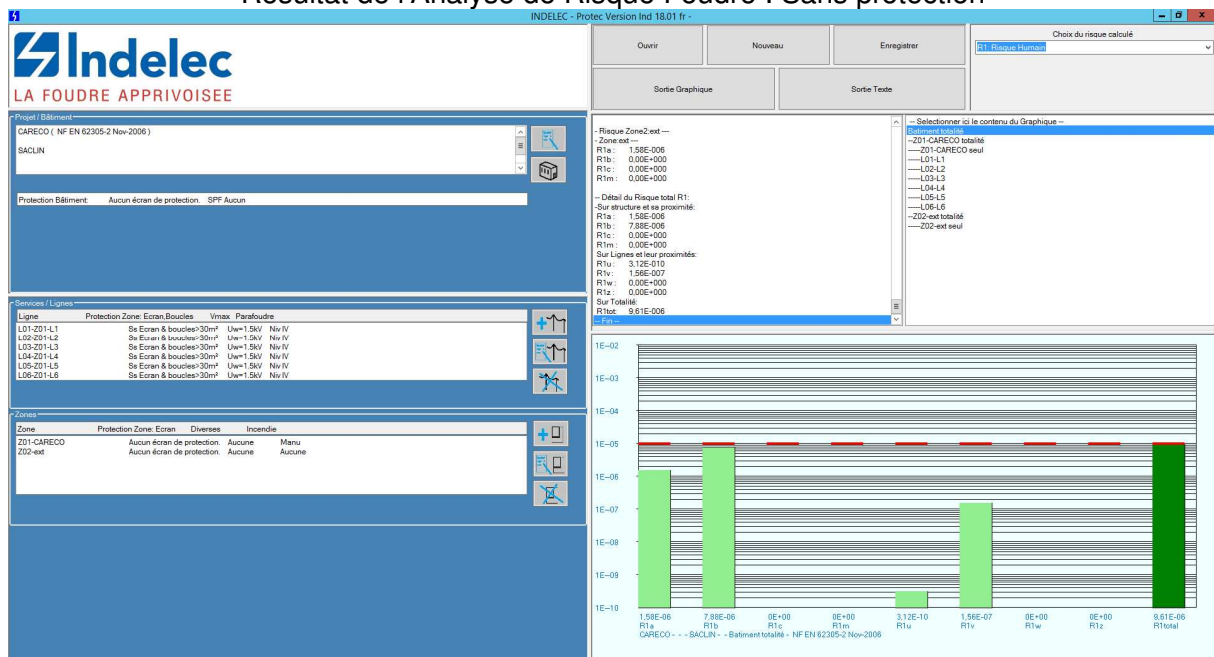 Résultat de l'Analyse de Risque Foudre : Sans protection
INDELEC - Protec Version Ind 18.01 fr -
Indelec
LA FOUDRE APPRIVOISEE
Ouvrir
Nouveau
Enregistrer
Sortie Graphique
Sortie Texte
Choix du risque calculé
R1: Risque Humain
Projet / Bâtiment
CARECO ( NF EN 62305-2 Nov-2006 )
SACLIN
Protection Bâtiment: Aucun écran de protection. SPF Aucun
Services / Lignes
Ligne Protection Zone: Ecran,Boucles Vmax Parafoudre
L01-Z01-L1 Ss Ecran & boucles>30m² Uw=1.5kV Niv IV
L02-Z01-L2 Ss Ecran & boucles>30m² Uw=1.5kV Niv IV
L03-Z01-L3 Ss Ecran & boucles>30m² Uw=1.5kV Niv IV
L04-Z01-L4 Ss Ecran & boucles>30m² Uw=1.5kV Niv IV
L05-Z01-L5 Ss Ecran & boucles>30m² Uw=1.5kV Niv IV
L06-Z01-L6 Ss Ecran & boucles>30m² Uw=1.5kV Niv IV
Zones
Zone Protection Zone: Ecran Diverses Incendie
Z01-CARECO Aucun écran de protection. Aucune Manu
Z02-ext Aucun écran de protection. Aucune Aucune
- Risque Zone2:ext ---
- Zone:ext ---
R1a : 1,58E-006
R1b : 0,00E+000
R1c : 0,00E+000
R1m : 0,00E+000
-- Détail du Risque total R1:
-Sur structure et sa proximité:
R1a : 1,58E-006
R1b : 7,88E-006
R1c : 0,00E+000
R1m : 0,00E+000
Sur Lignes et leur proximités:
R1u : 3,12E-010
R1v : 1,56E-007
R1w : 0,00E+000
R1z : 0,00E+000
Sur Totalité:
R1tot: 9,61E-006
-- Fin --
-- Selectionner ici le contenu du Graphique --
Batiment totalité
--Z01-CARECO totalité
-----Z01-CARECO seul
-----L01-L1
-----L02-L2
-----L03-L3
-----L04-L4
-----L05-L5
-----L06-L6
--Z02-ext totalité
-----Z02-ext seul
1E-02
1E-03
1E-04
1E-05
1E-06
1E-07
1E-08
1E-09
1E-10
1,58E-06 7,88E-06 0E+00 0E+00 3,12E-10 1,56E-07 0E+00 0E+00 9,61E-06
R1a R1b R1c R1m R1u R1v R1w R1z R1total
CARECO - - - SACLIN - - Batiment totalité - NF EN 62305-2 Nov-2006